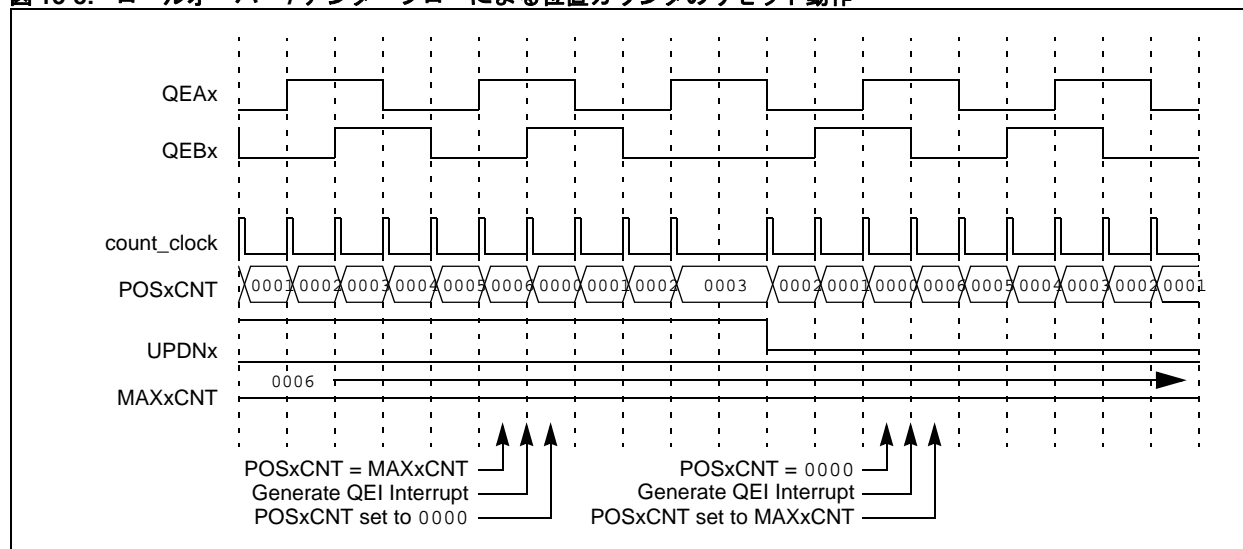 QEAx
QEBx
count_clock
POSxCNT 0001 0002 0003 0004 0005 0006 0000 0001 0002 0003 0002 0001 0000 0006 0005 0004 0003 0002 0001
UPDNx
0006
MAXxCNT
POSxCNT = MAXxCNT
Generate QEI Interrupt
POSxCNT set to 0000
POSxCNT = 0000
Generate QEI Interrupt
POSxCNT set to MAXxCNT